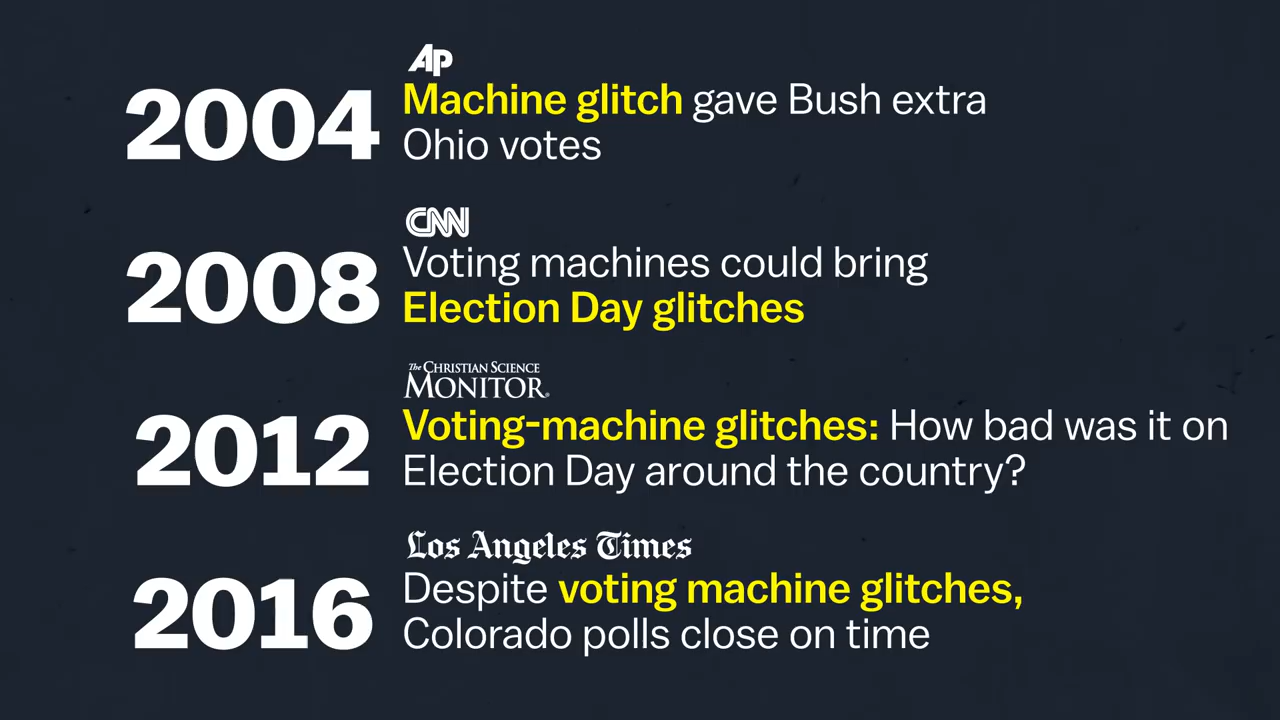 AP
2004
Machine glitch gave Bush extra
Ohio votes
CNN
2008
Voting machines could bring
Election Day glitches
The CHRISTIAN SCIENCE
MONITOR®
2012
Voting-machine glitches: How bad was it on
Election Day around the country?
Los Angeles Times
2016
Despite voting machine glitches,
Colorado polls close on time